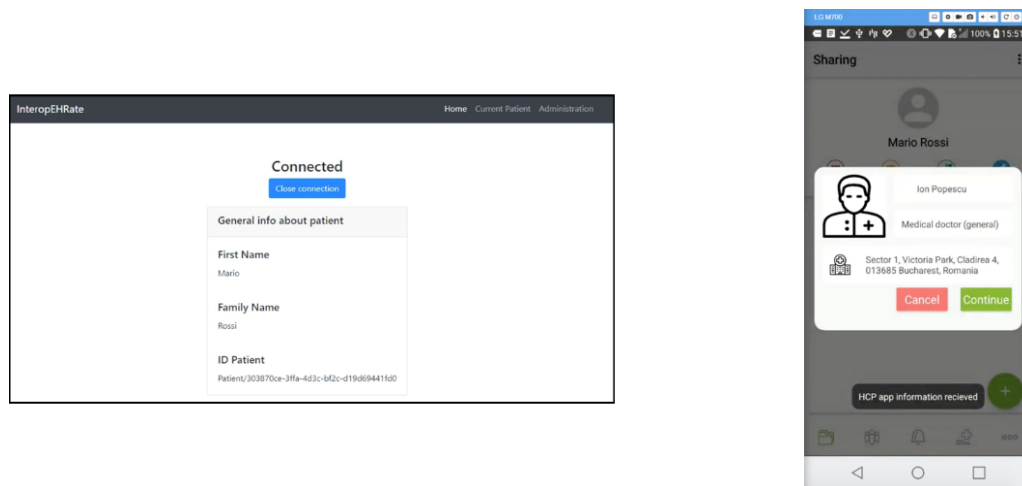 InteropEHRate
Home Current Patient Administration
Connected
Close connection
General info about patient
First Name
Mario
Family Name
Rossi
ID Patient
Patient/303870ce-3ffa-4d3c-bf2c-d19d69441fd0
LG M700
100% 15:51
Sharing
Mario Rossi
Ion Popescu
Medical doctor (general)
Sector 1, Victoria Park, Cladirea 4,
013685 Bucharest, Romania
Cancel Continue
HCP app information recieved